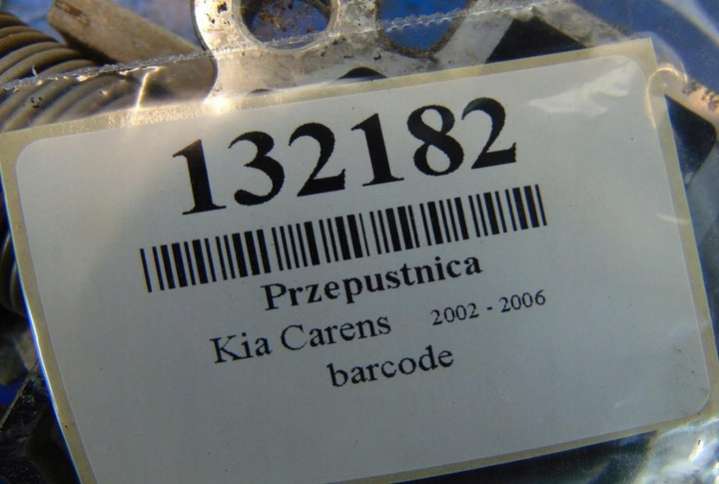 132182
Przepustnica
Kia Carens 2002 - 2006
barcode